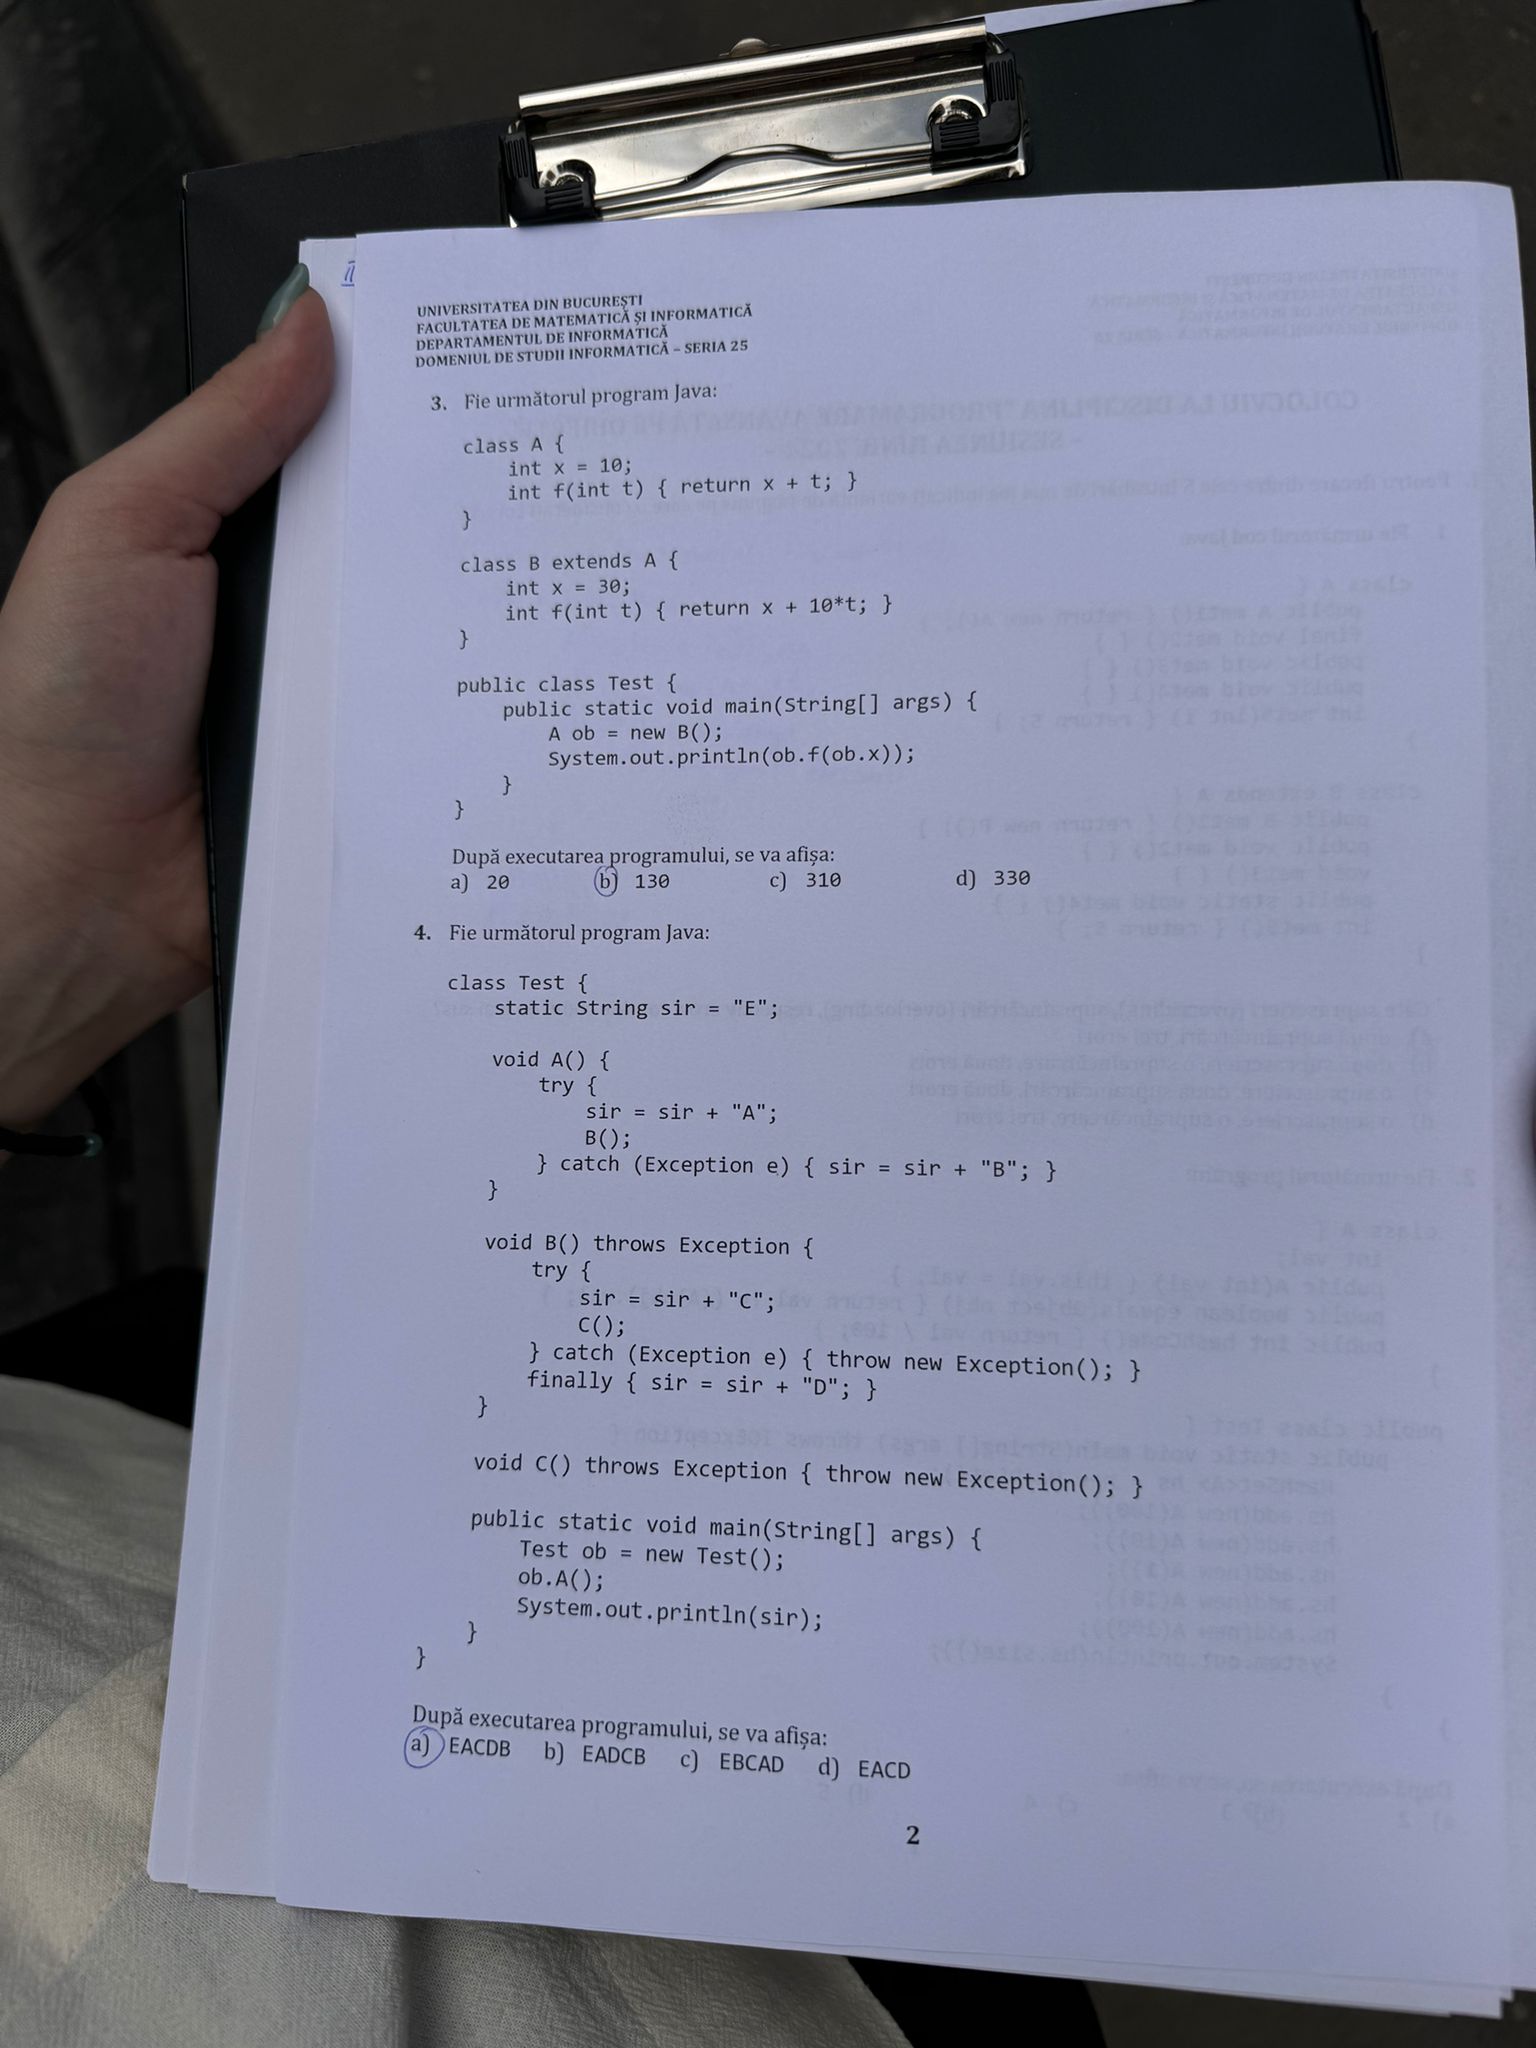 UNIVERSITATEA DIN BUCUREȘTI
FACULTATEA DE MATEMATICĂ ȘI INFORMATICĂ
DEPARTAMENTUL DE INFORMATICĂ
DOMENIUL DE STUDII INFORMATICĂ – SERIA 25
3. Fie următorul program Java:
class A {
int x = 10;
int f(int t) { return x + t; }
}
class B extends A {
int x = 30;
int f(int t) { return x + 10*t; }
}
public class Test {
public static void main(String[] args) {
A ob = new B();
System.out.println(ob.f(ob.x));
}
}
După executarea programului, se va afișa:
a) 20 b) 130 c) 310 d) 330
4. Fie următorul program Java:
class Test {
static String sir = "E";
void A() {
try {
sir = sir + "A";
B();
} catch (Exception e) { sir = sir + "B"; }
}
void B() throws Exception {
try {
sir = sir + "C";
C();
} catch (Exception e) { throw new Exception(); }
finally { sir = sir + "D"; }
}
void C() throws Exception { throw new Exception(); }
public static void main(String[] args) {
Test ob = new Test();
ob.A();
System.out.println(sir);
}
}
După executarea programului, se va afișa:
a) EACDB b) EADCB c) EBCAD d) EACD
2